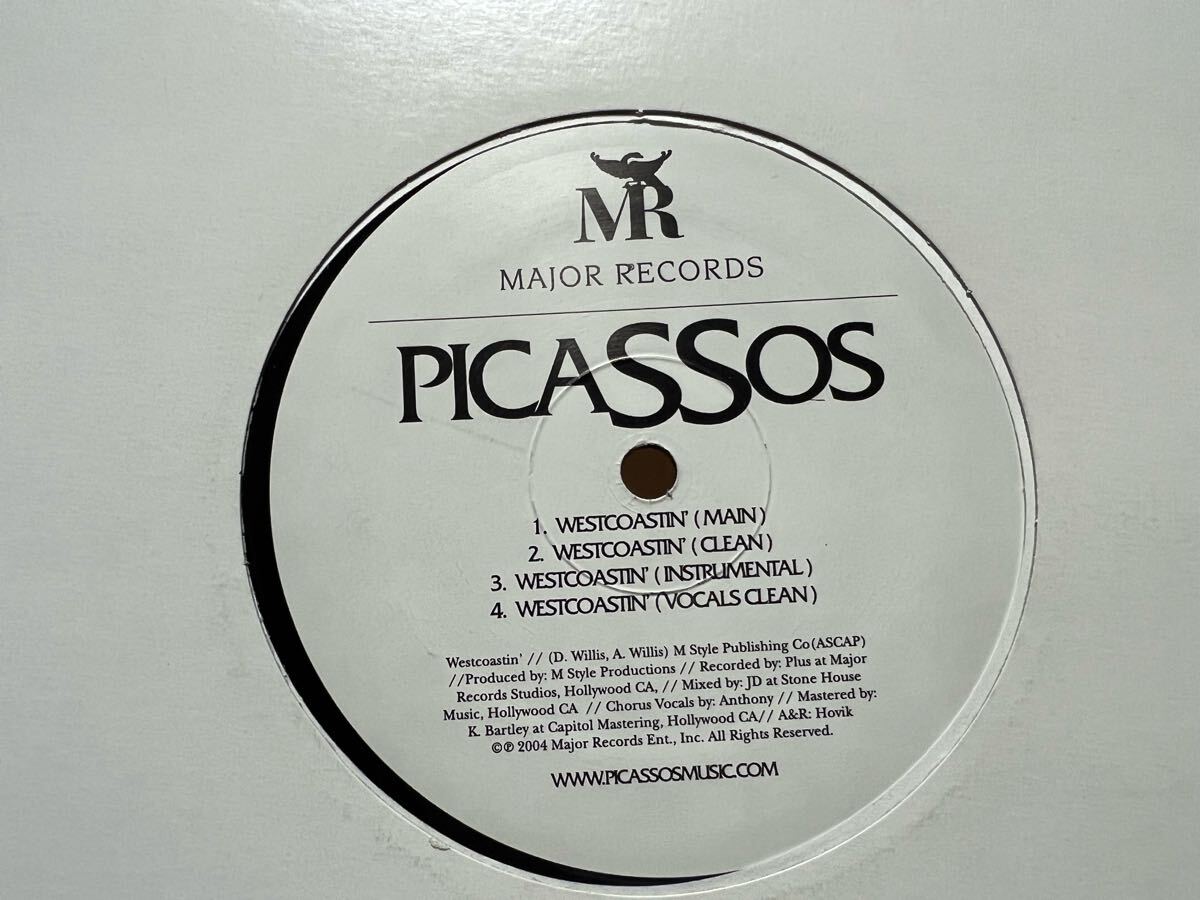 MR
MAJOR RECORDS
PICASSOS
1. WESTCOASTIN' ( MAIN )
2. WESTCOASTIN' ( CLEAN )
3. WESTCOASTIN' ( INSTRUMENTAL )
4. WESTCOASTIN' ( VOCALS CLEAN )
Westcoastin' // (D. Willis, A. Willis) M Style Publishing Co(ASCAP)
//Produced by: M Style Productions // Recorded by: Plus at Major
Records Studios, Hollywood CA, // Mixed by: JD at Stone House
Music, Hollywood CA // Chorus Vocals by: Anthony // Mastered by:
K. Bartley at Capitol Mastering, Hollywood CA// A&R: Hovik
©℗ 2004 Major Records Ent., Inc. All Rights Reserved.
WWW.PICASSOSMUSIC.COM